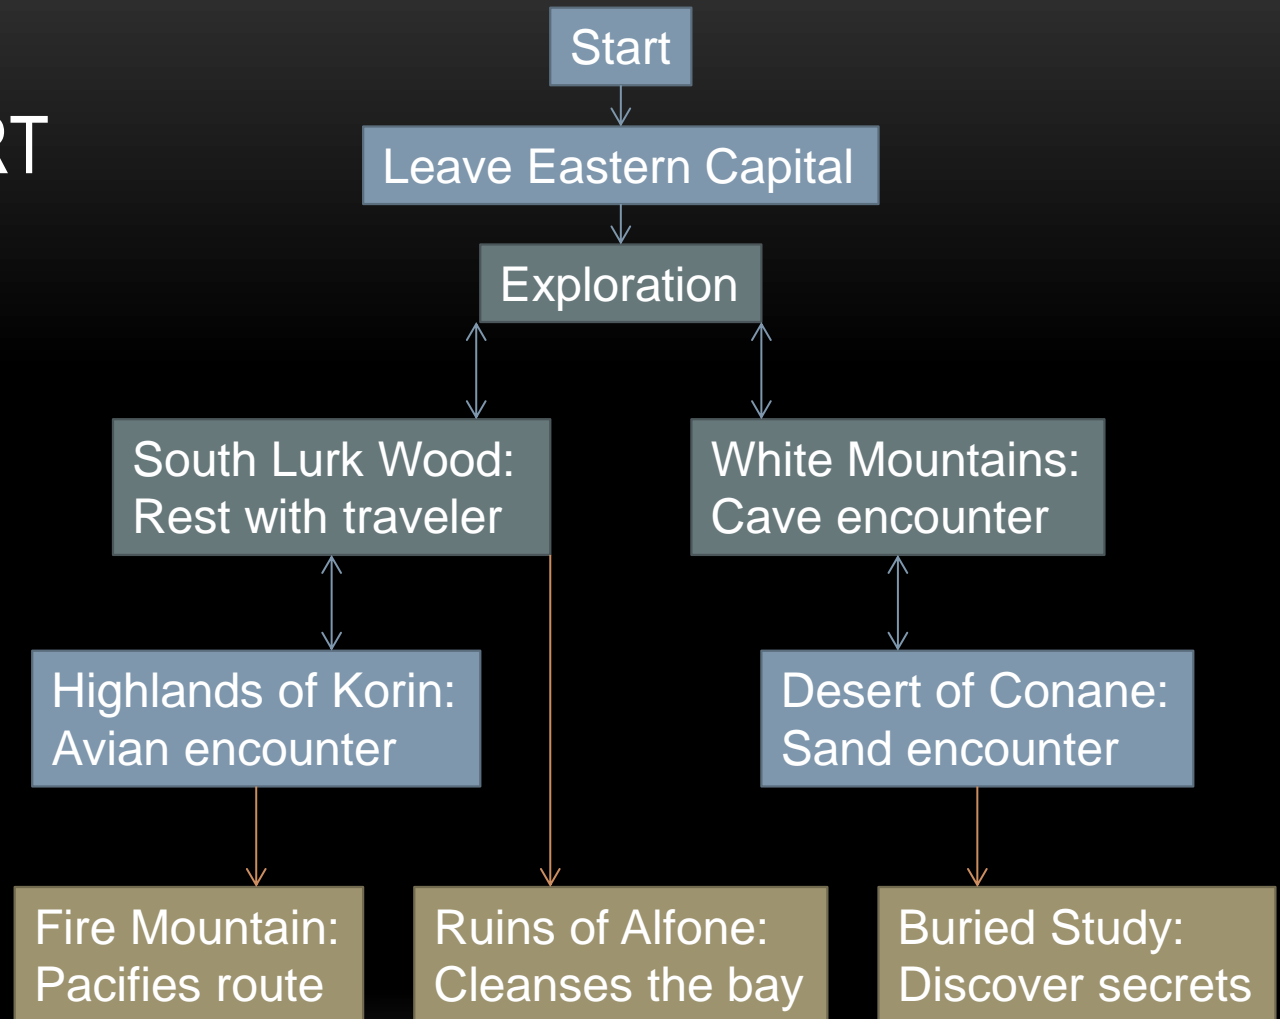 Start
RT
Leave Eastern Capital
Exploration
South Lurk Wood:
Rest with traveler
White Mountains:
Cave encounter
Highlands of Korin:
Avian encounter
Desert of Conane:
Sand encounter
Fire Mountain:
Pacifies route
Ruins of Alfone:
Cleanses the bay
Buried Study:
Discover secrets